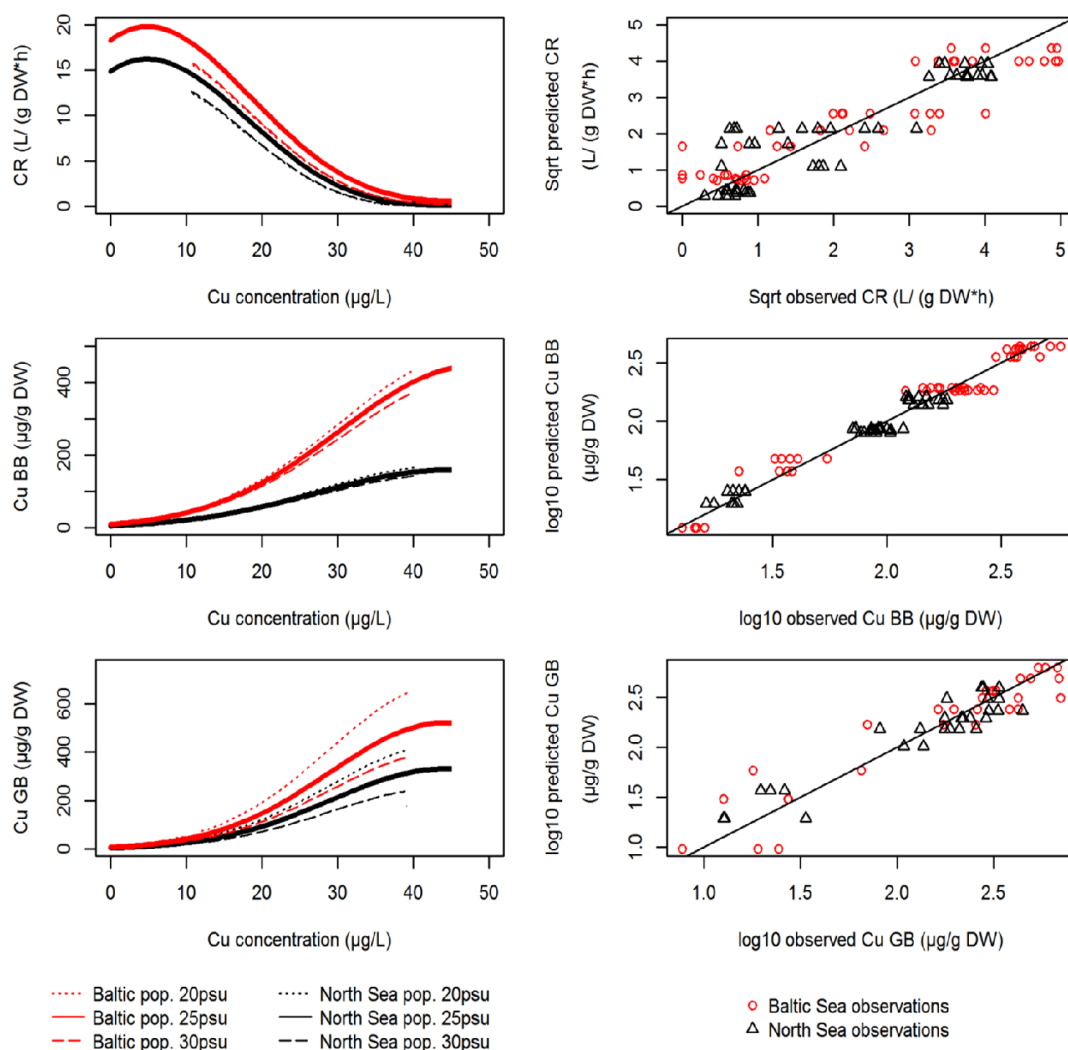 CR (L/ (g DW*h)
0 5 10 15 20
0 10 20 30 40 50
Cu concentration (µg/L)
Sqrt predicted CR
(L/ (g DW*h)
0 1 2 3 4 5
0 1 2 3 4 5
Sqrt observed CR (L/ (g DW*h)
Cu BB (µg/g DW)
0 200 400
0 10 20 30 40 50
Cu concentration (µg/L)
log10 predicted Cu BB
(µg/g DW)
1.5 2.0 2.5
1.5 2.0 2.5
log10 observed Cu BB (µg/g DW)
Cu GB (µg/g DW)
0 200 400 600
0 10 20 30 40 50
Cu concentration (µg/L)
log10 predicted Cu GB
(µg/g DW)
1.0 1.5 2.0 2.5
1.0 1.5 2.0 2.5
log10 observed Cu GB (µg/g DW)
Baltic pop. 20psu
Baltic pop. 25psu
Baltic pop. 30psu
North Sea pop. 20psu
North Sea pop. 25psu
North Sea pop. 30psu
Baltic Sea observations
North Sea observations